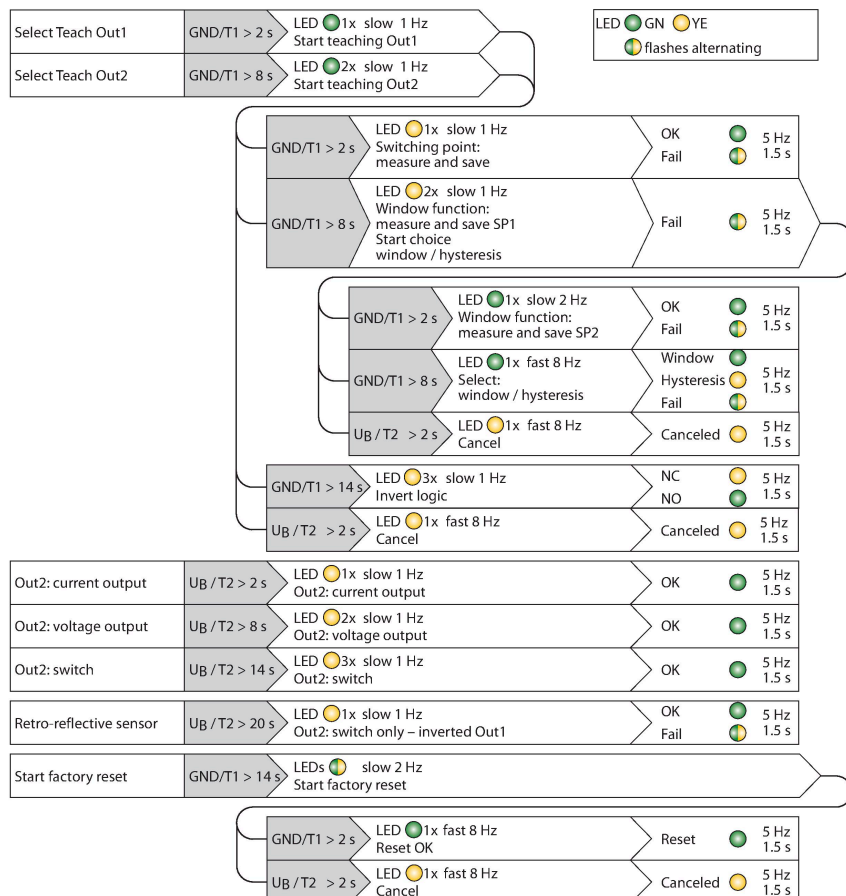 LED GN YE
flashes alternating
Select Teach Out1
GND/T1 > 2 s
LED 1x slow 1 Hz
Start teaching Out1
Select Teach Out2
GND/T1 > 8 s
LED 2x slow 1 Hz
Start teaching Out2
GND/T1 > 2 s
LED 1x slow 1 Hz
Switching point:
measure and save
OK
Fail
5 Hz
1.5 s
GND/T1 > 8 s
LED 2x slow 1 Hz
Window function:
measure and save SP1
Start choice
window / hysteresis
Fail
5 Hz
1.5 s
GND/T1 > 2 s
LED 1x slow 2 Hz
Window function:
measure and save SP2
OK
Fail
5 Hz
1.5 s
GND/T1 > 8 s
LED 1x fast 8 Hz
Select:
window / hysteresis
Window
Hysteresis
Fail
5 Hz
1.5 s
UB / T2 > 2 s
LED 1x fast 8 Hz
Cancel
Canceled
5 Hz
1.5 s
GND/T1 > 14 s
LED 3x slow 1 Hz
Invert logic
NC
NO
5 Hz
1.5 s
UB / T2 > 2 s
LED 1x fast 8 Hz
Cancel
Canceled
5 Hz
1.5 s
Out2: current output
UB / T2 > 2 s
LED 1x slow 1 Hz
Out2: current output
OK
5 Hz
1.5 s
Out2: voltage output
UB / T2 > 8 s
LED 2x slow 1 Hz
Out2: voltage output
OK
5 Hz
1.5 s
Out2: switch
UB / T2 > 14 s
LED 3x slow 1 Hz
Out2: switch
OK
5 Hz
1.5 s
Retro-reflective sensor
UB / T2 > 20 s
LED 1x slow 1 Hz
Out2: switch only – inverted Out1
OK
Fail
5 Hz
1.5 s
Start factory reset
GND/T1 > 14 s
LEDs slow 2 Hz
Start factory reset
GND/T1 > 2 s
LED 1x fast 8 Hz
Reset OK
Reset
5 Hz
1.5 s
UB / T2 > 2 s
LED 1x fast 8 Hz
Cancel
Canceled
5 Hz
1.5 s